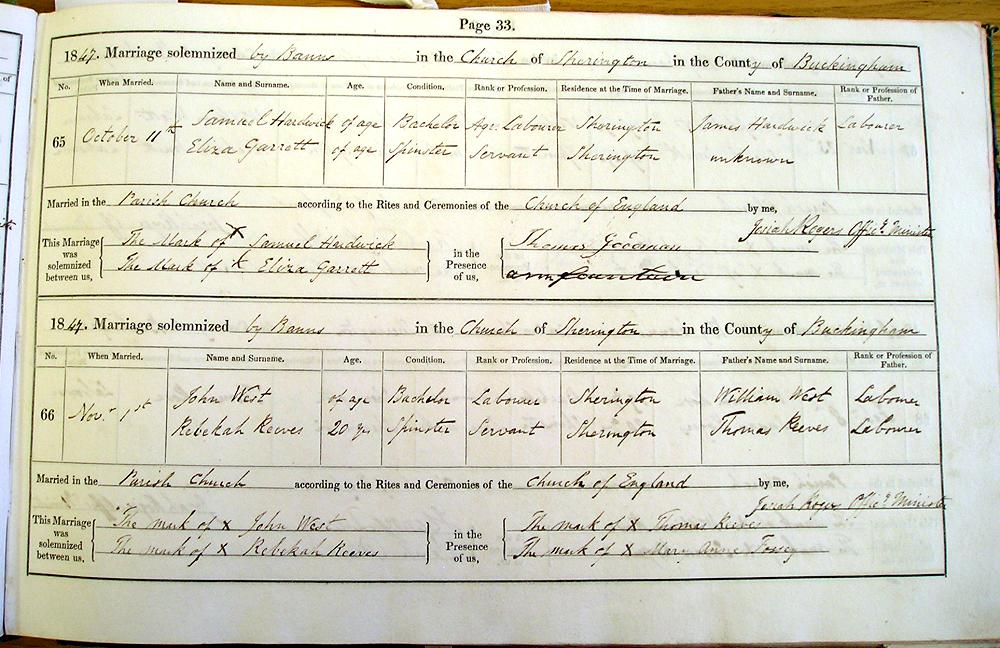 Page 33.
1847. Marriage solemnized by Banns in the Church of Sherington in the County of Buckingham
No. When Married. Name and Surname. Age. Condition. Rank or Profession. Residence at the Time of Marriage. Father's Name and Surname. Rank or Profession of Father.
65 October 11th
Samuel Hardwick of age Bachelor Agr. Labourer Sherington James Hardwick Labourer
Eliza Garrett of age Spinster Servant Sherington unknown
Married in the Parish Church according to the Rites and Ceremonies of the Church of England by me,
Josiah Rogers Offic.g Minister
This Marriage was solemnized between us,
The Mark of X Samuel Hardwick
The Mark of X Eliza Garrett
in the Presence of us,
Thomas Goodman
ann fountain
1847. Marriage solemnized by Banns in the Church of Sherington in the County of Buckingham
No. When Married. Name and Surname. Age. Condition. Rank or Profession. Residence at the Time of Marriage. Father's Name and Surname. Rank or Profession of Father.
66 Nov.r 1st
John West of age Bachelor Labourer Sherington William West Labourer
Rebekah Reeves 20 yrs Spinster Servant Sherington Thomas Reeves Labourer
Married in the Parish Church according to the Rites and Ceremonies of the Church of England by me,
Josiah Rogers Offic.g Minister
This Marriage was solemnized between us,
The mark of X John West
The mark of X Rebekah Reeves
in the Presence of us,
The mark of X Thomas Reeves
The mark of X Mary Anne Fossey